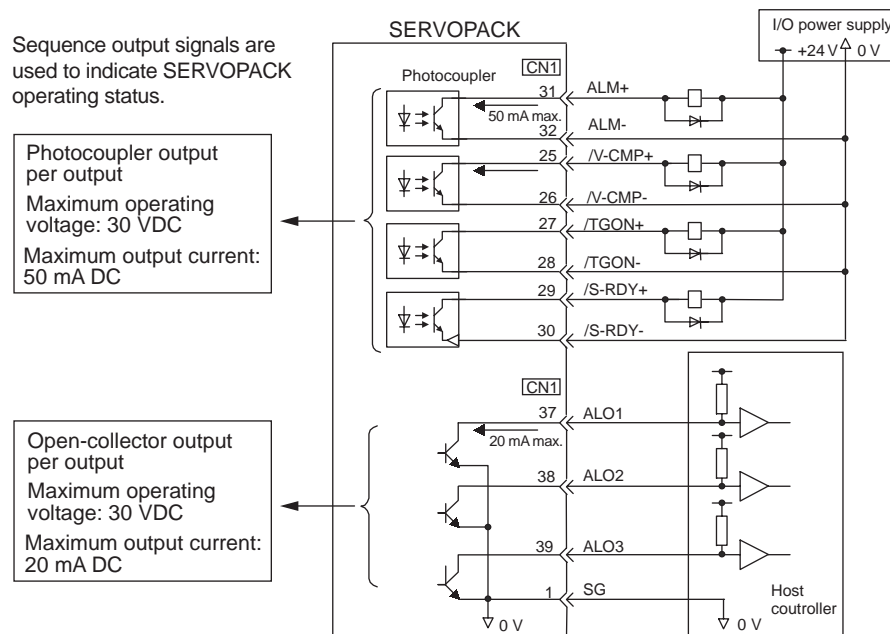 SERVOPACK
I/O power supply
+24 V 0 V
Sequence output signals are
used to indicate SERVOPACK
operating status.
Photocoupler
CN1
31 ALM+
50 mA max.
32 ALM-
25 /V-CMP+
26 /V-CMP-
27 /TGON+
28 /TGON-
29 /S-RDY+
30 /S-RDY-
Photocoupler output
per output
Maximum operating
voltage: 30 VDC
Maximum output current:
50 mA DC
CN1
37 ALO1
20 mA max.
38 ALO2
39 ALO3
1 SG
0 V
Host
coutroller
0 V
Open-collector output
per output
Maximum operating
voltage: 30 VDC
Maximum output current:
20 mA DC